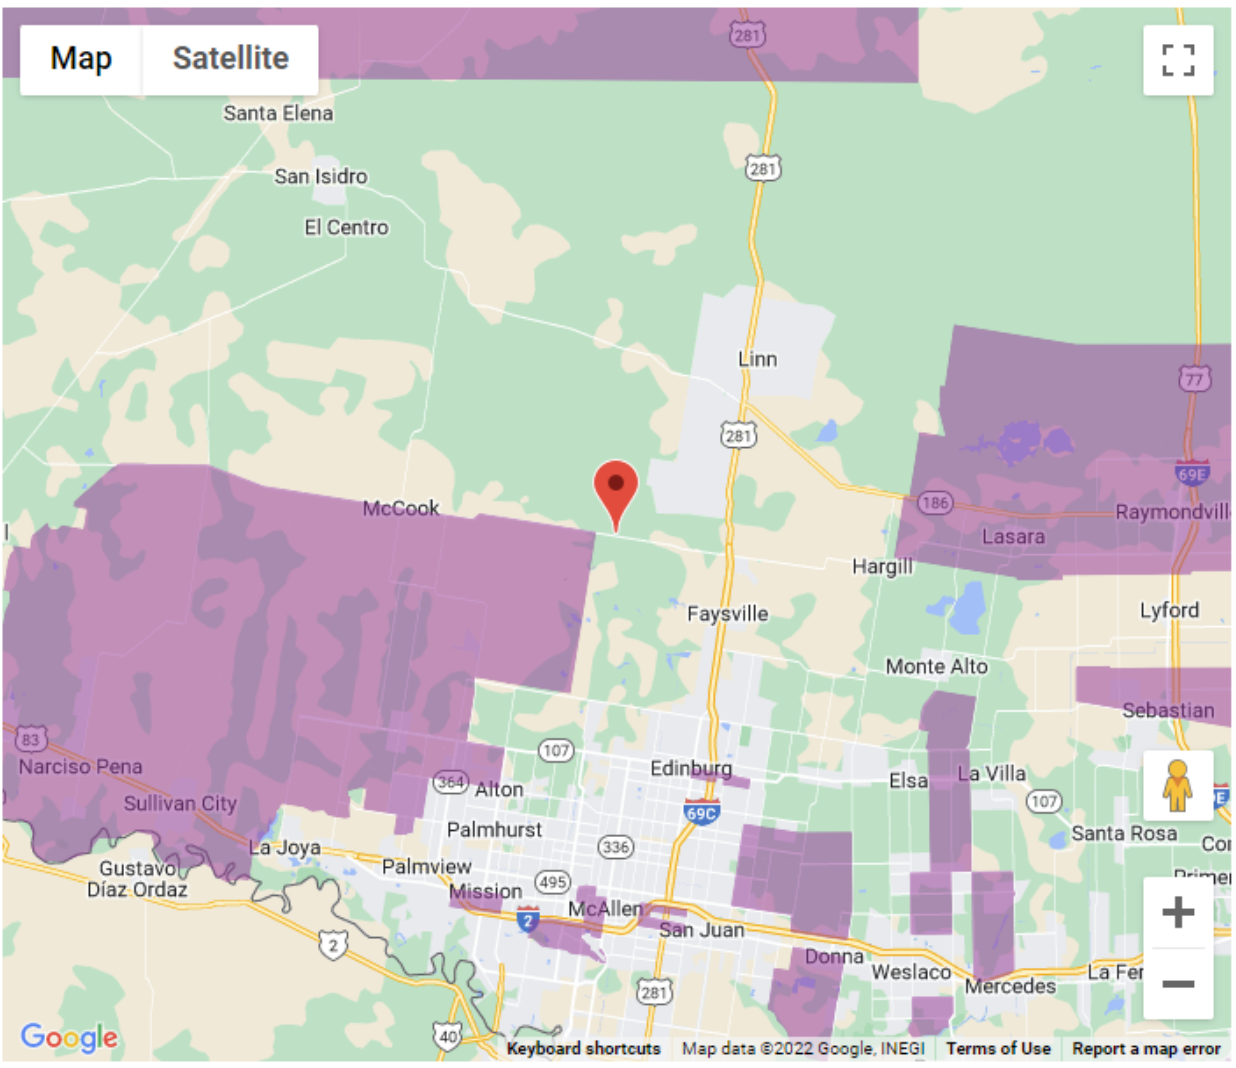 Map
Satellite
281
Santa Elena
281
San Isidro
El Centro
Linn
77
281
69E
McCook
186
Raymondvill
Lasara
Hargill
Faysville
Lyford
Monte Alto
Sebastian
83
107
Narciso Pena
Edinburg
Elsa
La Villa
364
Alton
107
E
Sullivan City
69C
Palmhurst
Santa Rosa
336
Cor
La Joya
Palmview
Gustavo
Díaz Ordaz
495
Primer
Mission
McAllen
2
San Juan
2
Donna
Weslaco
La Fer
Mercedes
281
40
Google
Keyboard shortcuts
Map data ©2022 Google, INEGI
Terms of Use
Report a map error